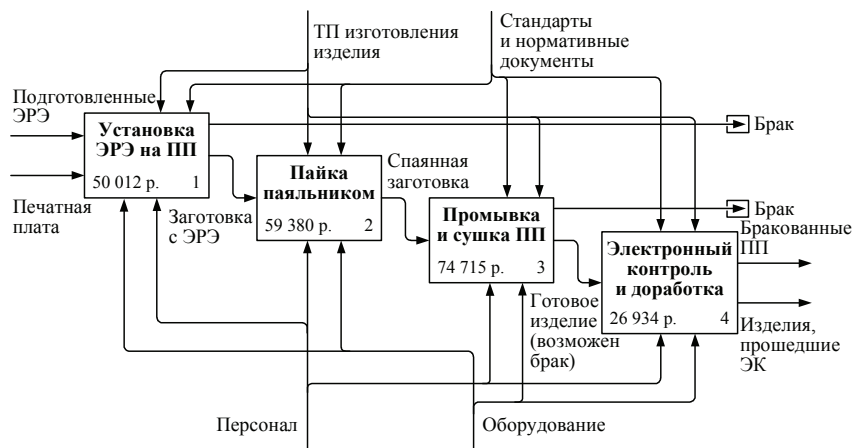 ТП изготовления
изделия
Стандарты
и нормативные
документы
Подготовленные
ЭРЭ
Установка
ЭРЭ на ПП
50 012 р. 1
Брак
Печатная
плата
Заготовка
с ЭРЭ
Пайка
паяльником
59 380 р. 2
Спаянная
заготовка
Промывка
и сушка ПП
74 715 р. 3
Брак
Бракованные
ПП
Электронный
контроль
и доработка
26 934 р. 4
Готовое
изделие
(возможен
брак)
Изделия,
прошедшие
ЭК
Персонал
Оборудование